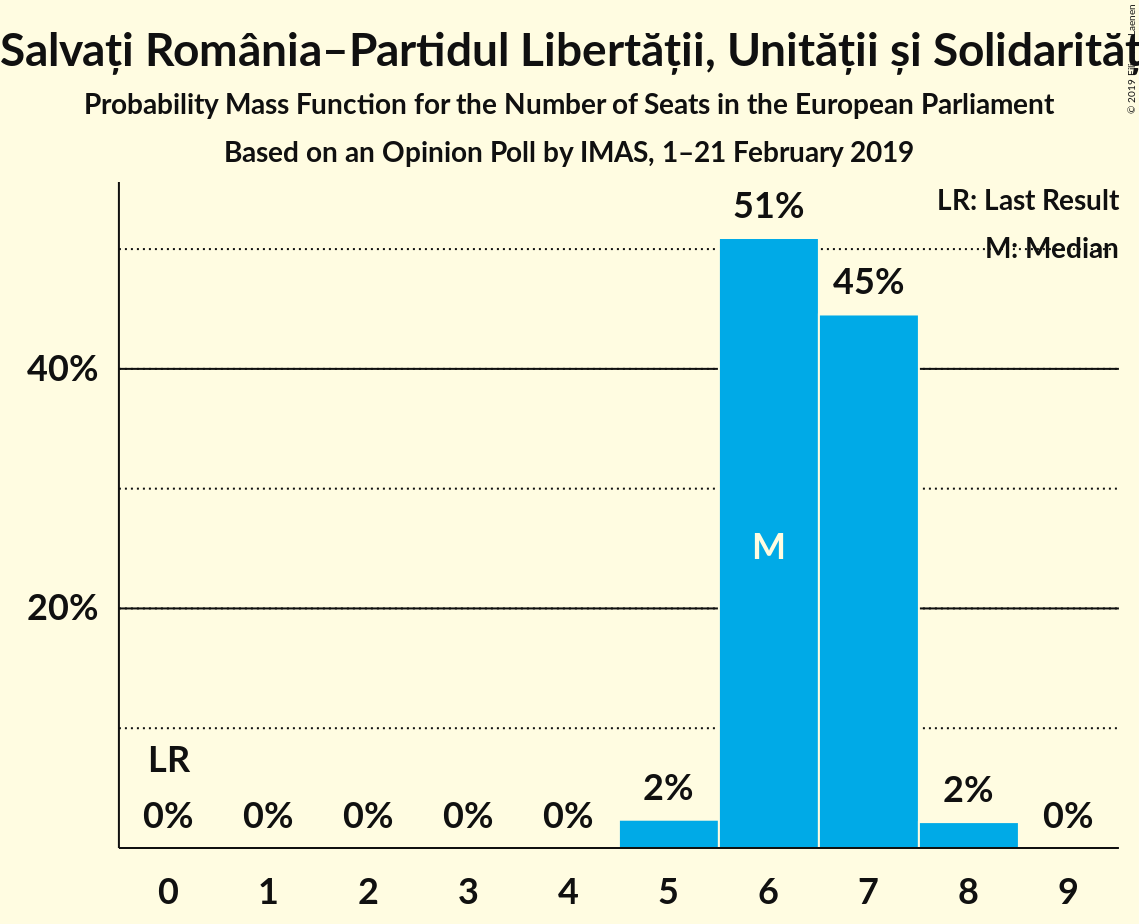 Salvați România–Partidul Libertății, Unității și Solidarităț
Probability Mass Function for the Number of Seats in the European Parliament
Based on an Opinion Poll by IMAS, 1–21 February 2019
© 2019 Laenen
LR: Last Result
M: Median
51%
45%
40%
M
20%
LR
0% 0% 0% 0% 0% 2% 2% 0%
0 1 2 3 4 5 6 7 8 9